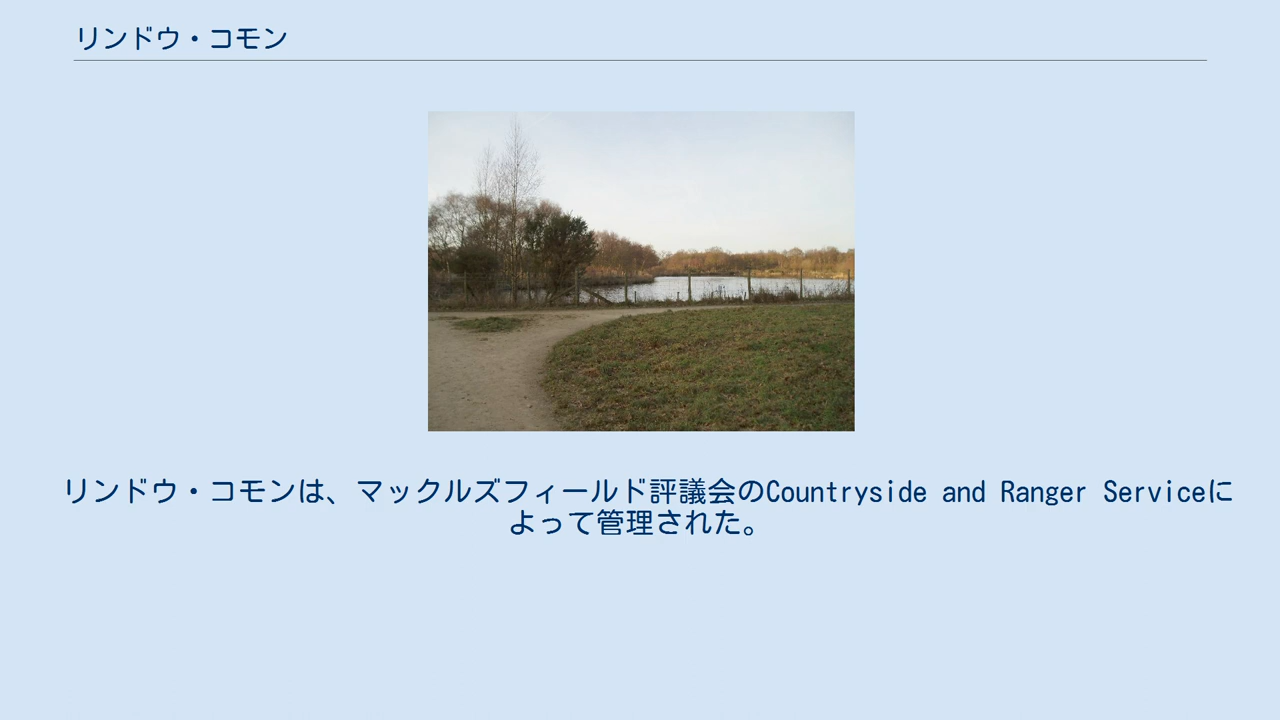 リンドウ・コモン
リンドウ・コモンは、マックルズフィールド評議会のCountryside and Ranger Serviceに
よって管理された。